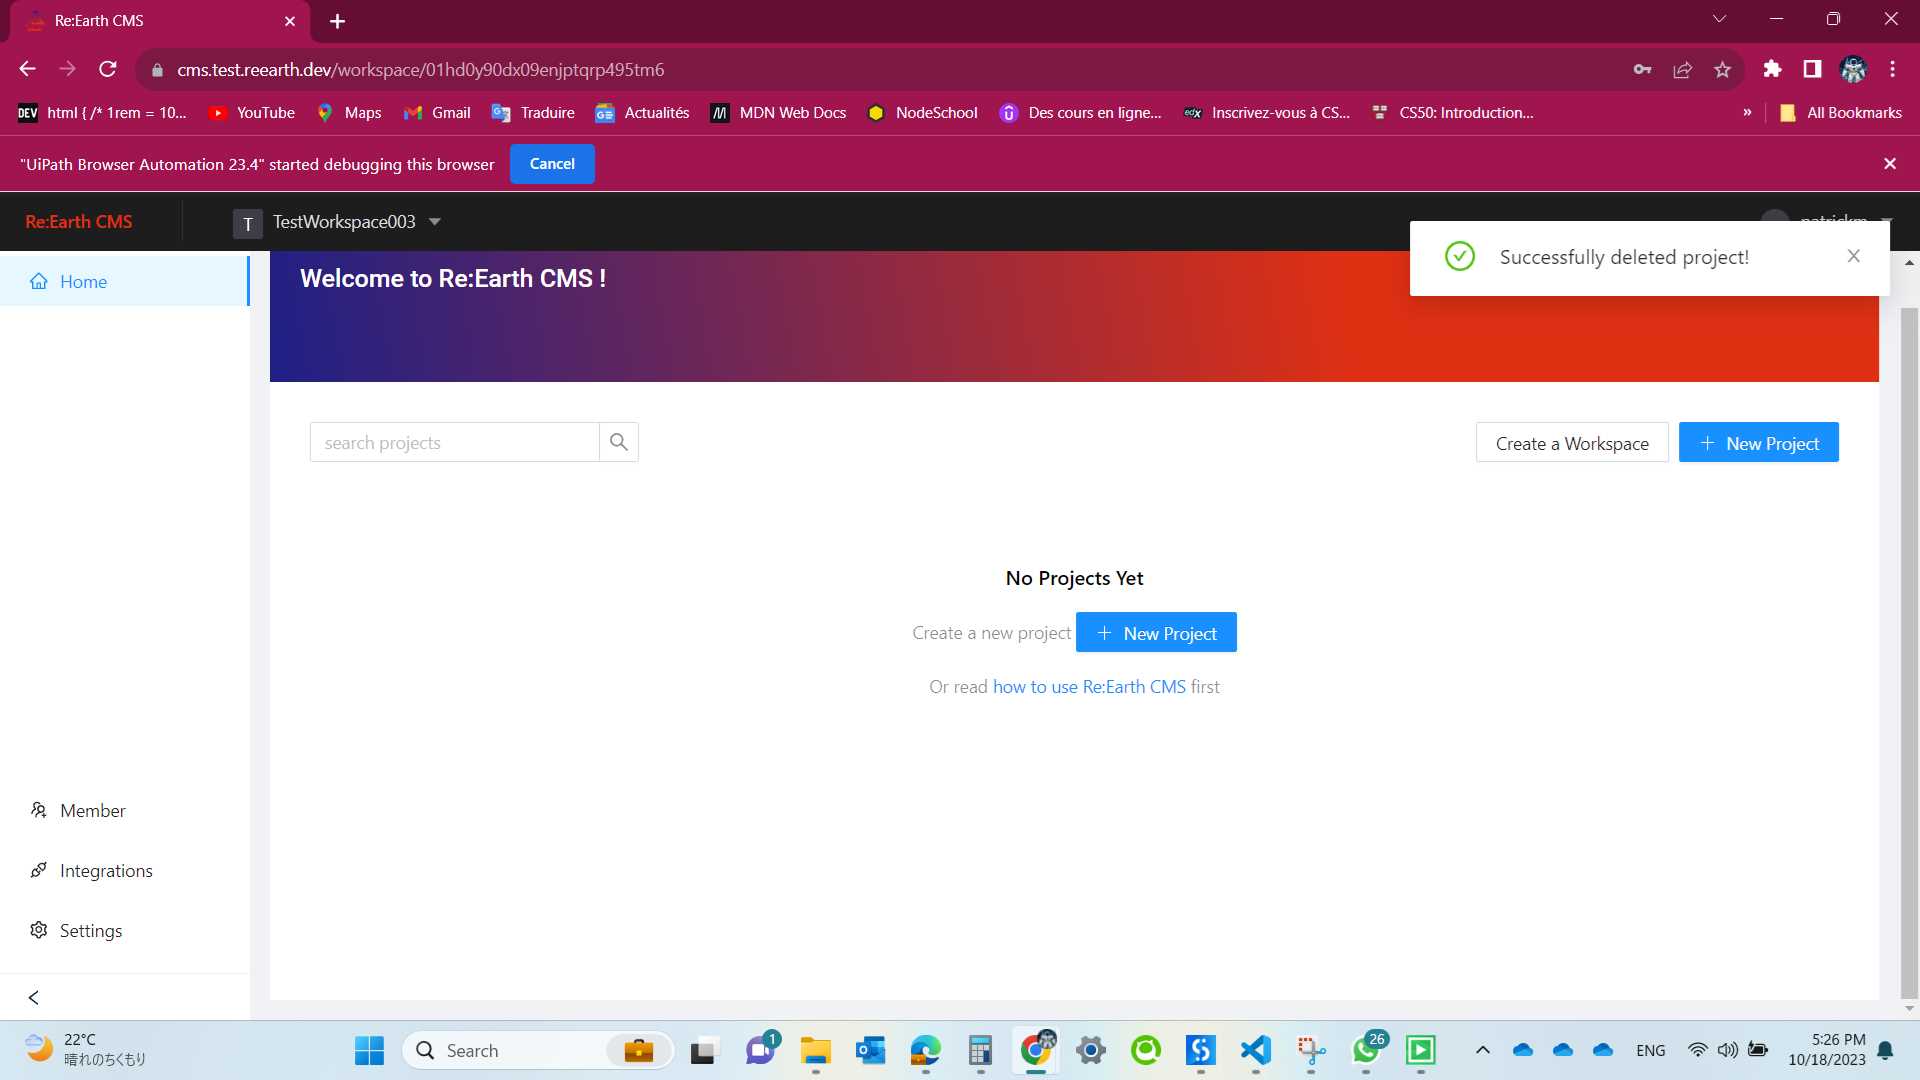 Re:Earth CMS
cms.test.reearth.dev/workspace/01hd0y90dx09enjptqrp495tm6
DEV html { /* 1rem = 10... YouTube Maps Gmail Traduire Actualités MDN Web Docs NodeSchool Des cours en ligne... edX Inscrivez-vous à CS... CS50: Introduction... » All Bookmarks
"UiPath Browser Automation 23.4" started debugging this browser Cancel
Re:Earth CMS T TestWorkspace003 patrickm
Successfully deleted project!
Home
Welcome to Re:Earth CMS !
search projects
Create a Workspace
+ New Project
No Projects Yet
Create a new project + New Project
Or read how to use Re:Earth CMS first
Member
Integrations
Settings
22°C
晴れのちくもり
Search
1
26
ENG
5:26 PM
10/18/2023